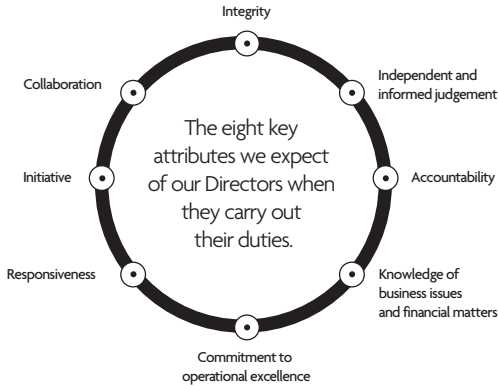 Integrity
Independent and
informed judgement
Accountability
Knowledge of
business issues
and financial matters
Commitment to
operational excellence
Responsiveness
Initiative
Collaboration
The eight key
attributes we expect
of our Directors when
they carry out
their duties.